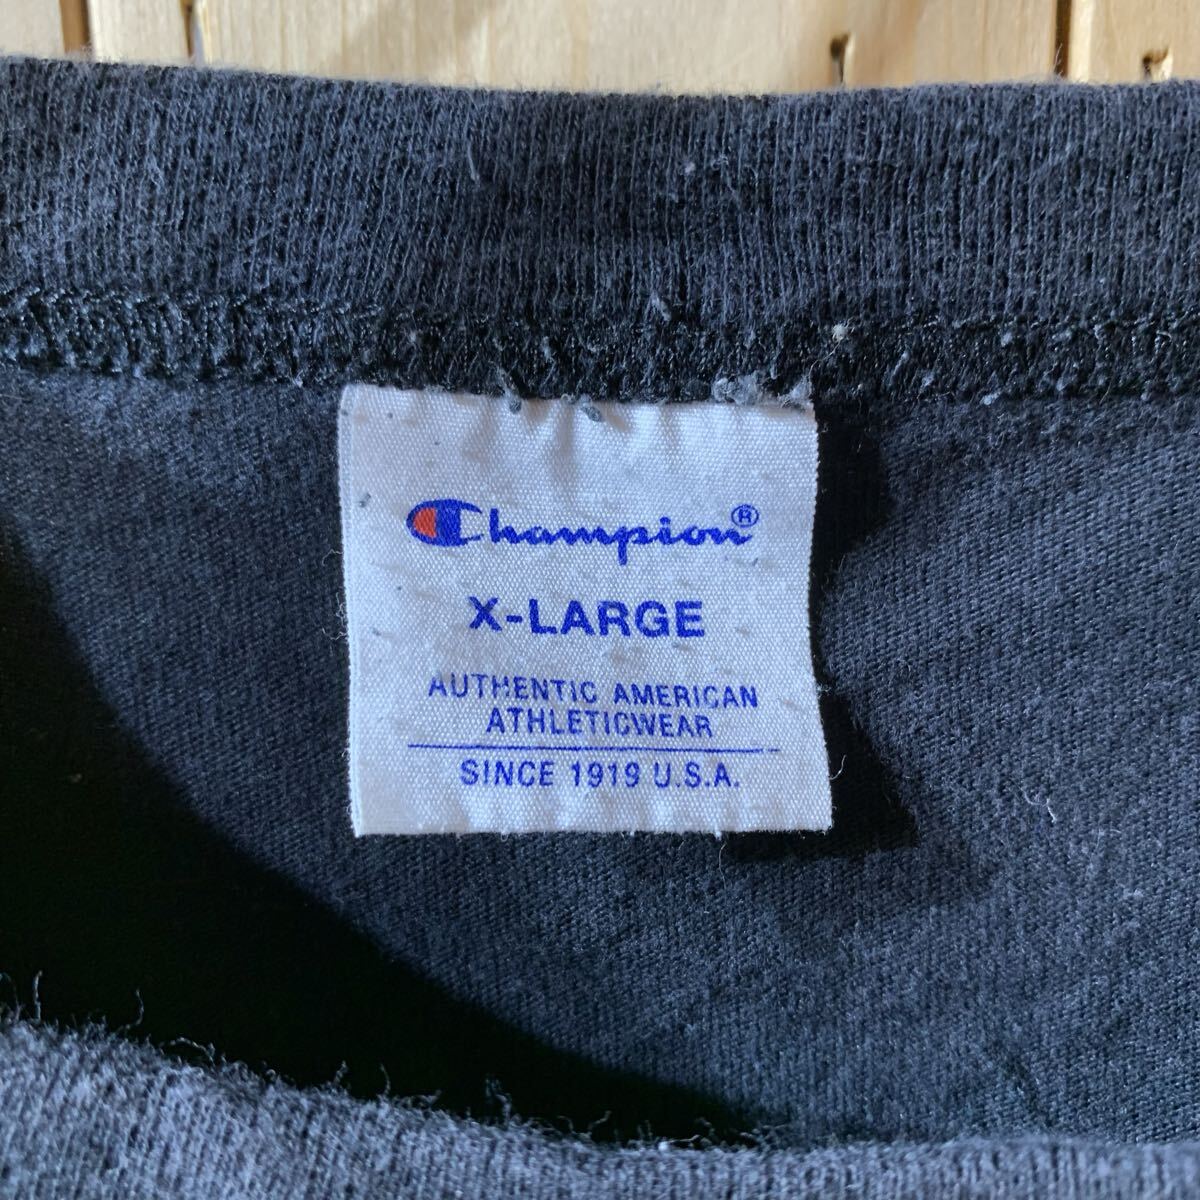 Champion®
X-LARGE
AUTHENTIC AMERICAN
ATHLETICWEAR
SINCE 1919 U.S.A.